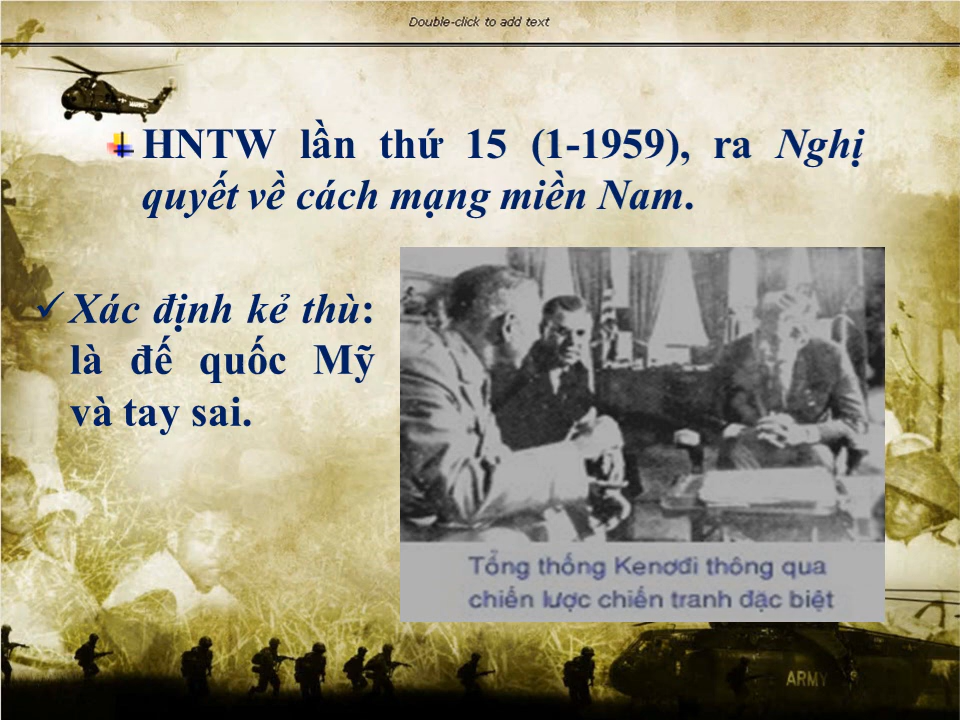 Double-click to add text
HNTW lần thứ 15 (1-1959), ra Nghị
quyết về cách mạng miền Nam.
Xác định kẻ thù:
là đế quốc Mỹ
và tay sai.
Tổng thống Kenơđi thông qua
chiến lược chiến tranh đặc biệt
ARMY